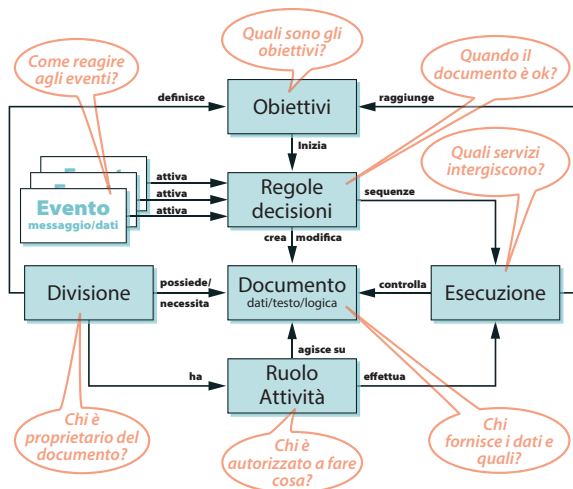 Quali sono gli
obiettivi?
Come reagire
agli eventi?
Quando il
documento è ok?
definisce
Obiettivi
raggiunge
Inizia
Quali servizi
intergiscono?
Evento
messaggio/dati
attiva
attiva
attiva
Regole
decisioni
sequenze
crea
modifica
Divisione
possiede/
necessita
Documento
dati/testo/logica
controlla
Esecuzione
agisce su
ha
Ruolo
Attività
effettua
Chi è
proprietario del
documento?
Chi è
autorizzato a fare
cosa?
Chi
fornisce i dati e
quali?